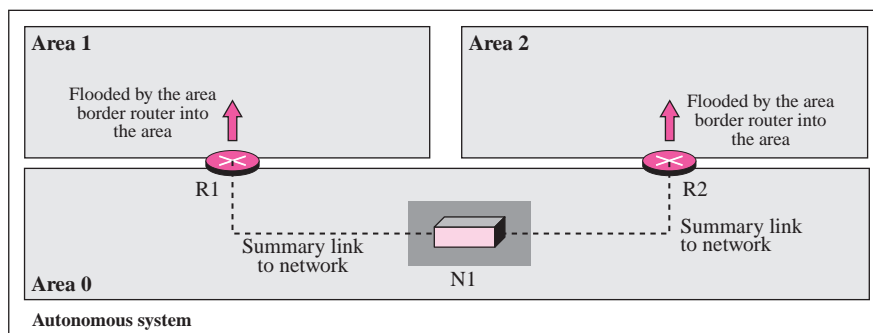 Area 1
Area 2
Flooded by the area
border router into
the area
Flooded by the area
border router into
the area
R1
R2
Summary link
to network
Summary link
to network
N1
Area 0
Autonomous system